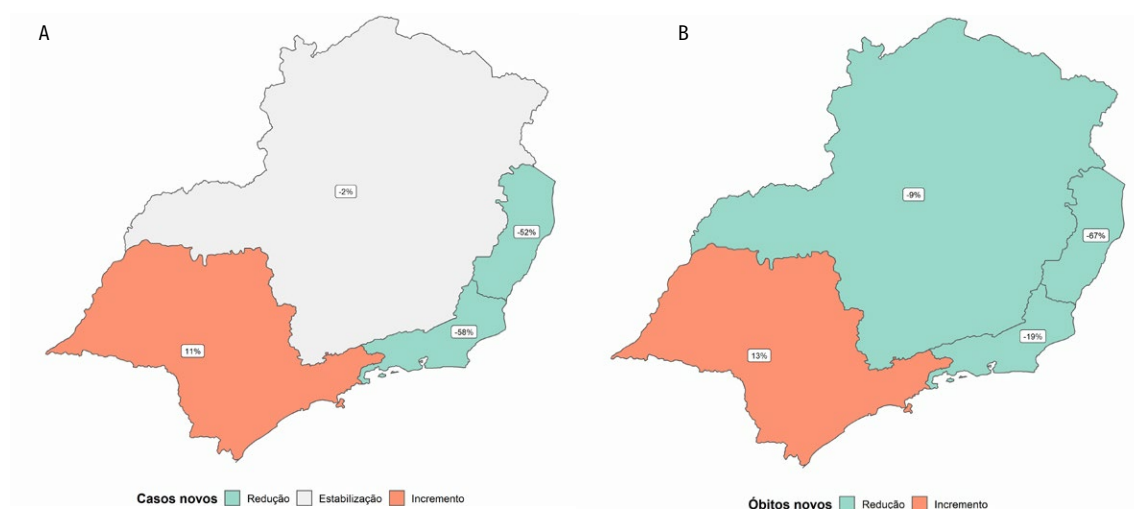 A
-2%
-52%
-58%
11%
Casos novos Redução Estabilização Incremento
B
-9%
-67%
-19%
13%
Óbitos novos Redução Incremento